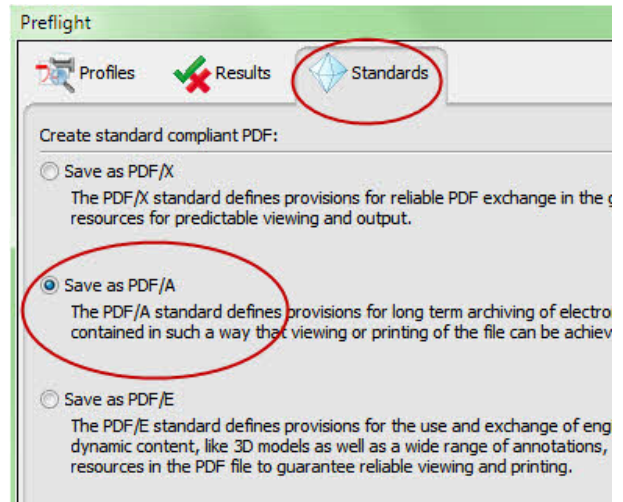 Preflight
Profiles Results Standards
Create standard compliant PDF:
Save as PDF/X
The PDF/X standard defines provisions for reliable PDF exchange in the
resources for predictable viewing and output.
Save as PDF/A
The PDF/A standard defines provisions for long term archiving of
contained in such a way that viewing or printing of the file can be
Save as PDF/E
The PDF/E standard defines provisions for the use and exchange of
dynamic content, like 3D models as well as a wide range of annotations,
resources in the PDF file to guarantee reliable viewing and printing.